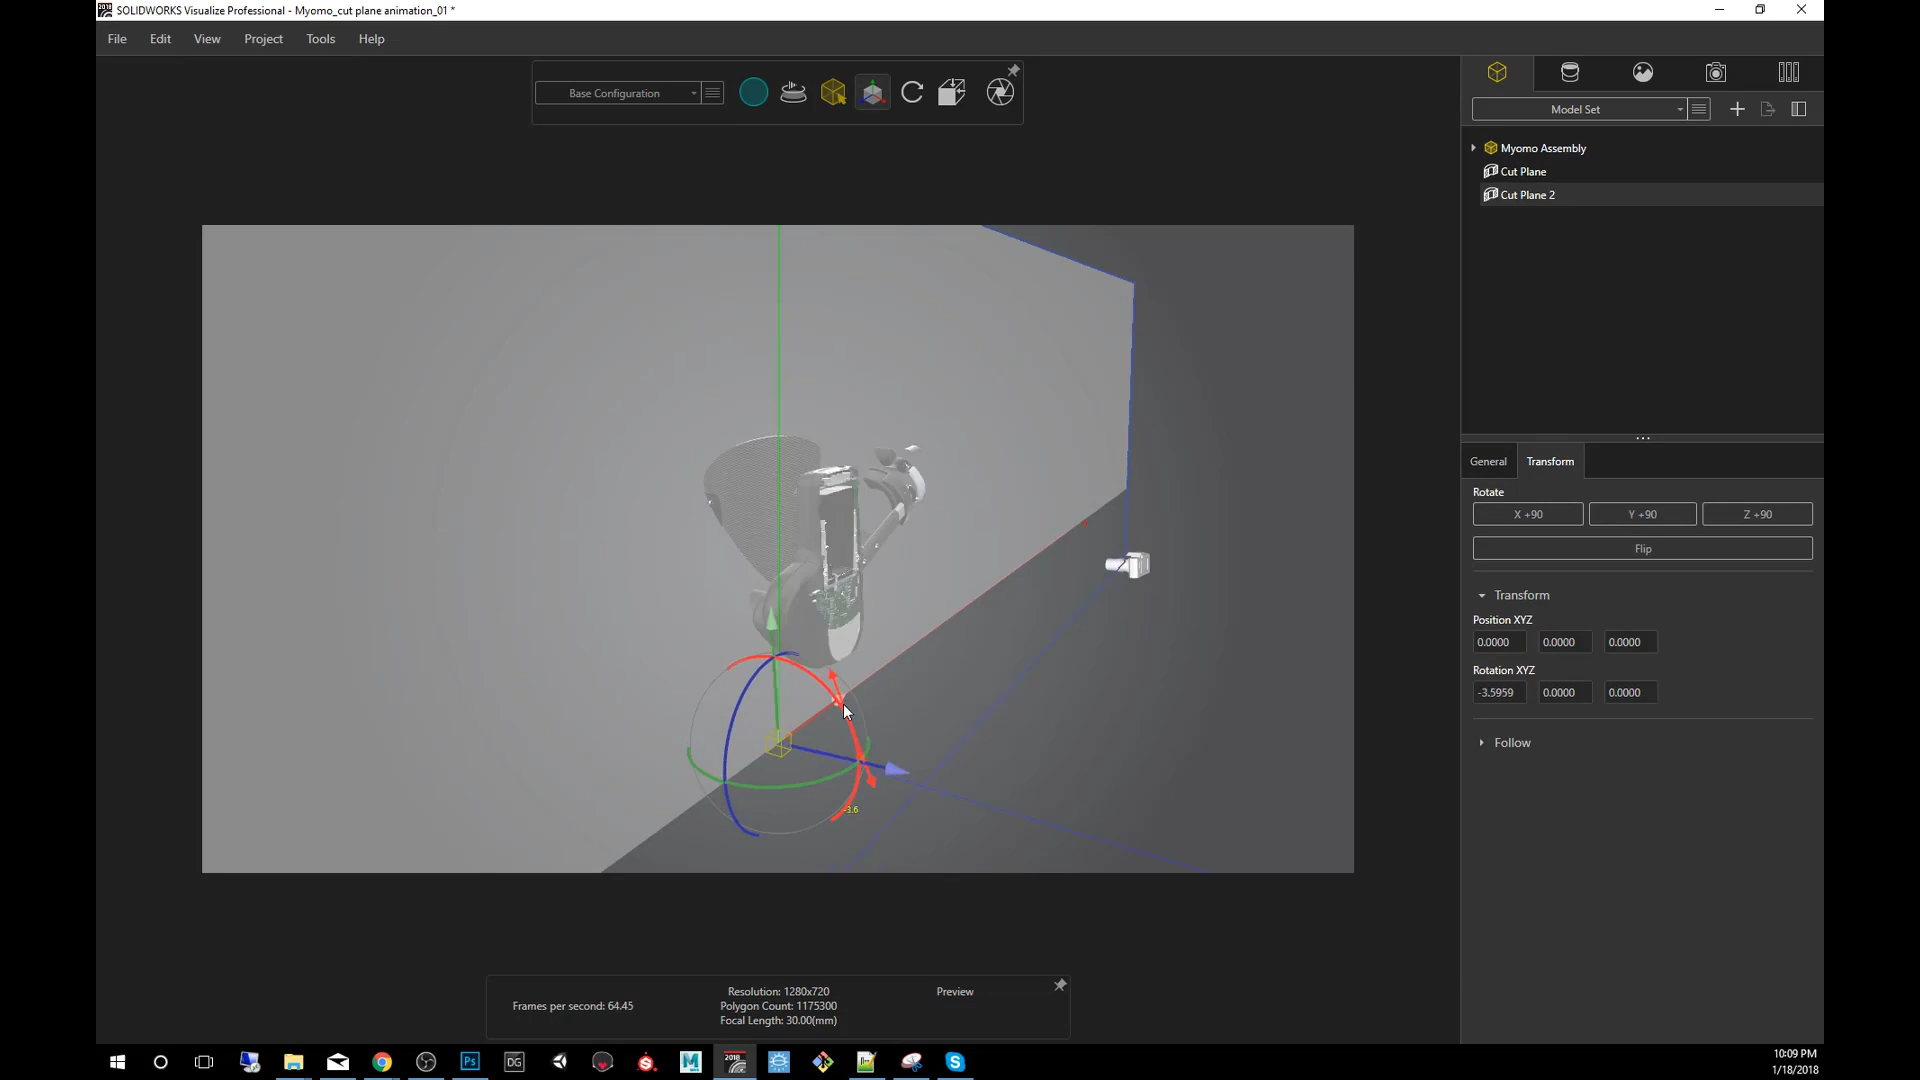 SOLIDWORKS Visualize Professional - Myomo_cut plane animation_01 *
File Edit View Project Tools Help
Base Configuration
Model Set
Myomo Assembly
Cut Plane
Cut Plane 2
General Transform
Rotate
X +90 Y +90 Z +90
Flip
Transform
Position XYZ
0.0000 0.0000 0.0000
Rotation XYZ
-3.5959 0.0000 0.0000
Follow
-3.6
Frames per second: 64.45
Resolution: 1280x720
Polygon Count: 1175300
Focal Length: 30.00(mm)
Preview
Ps
DG
M
2018
S
10:09 PM
1/18/2018